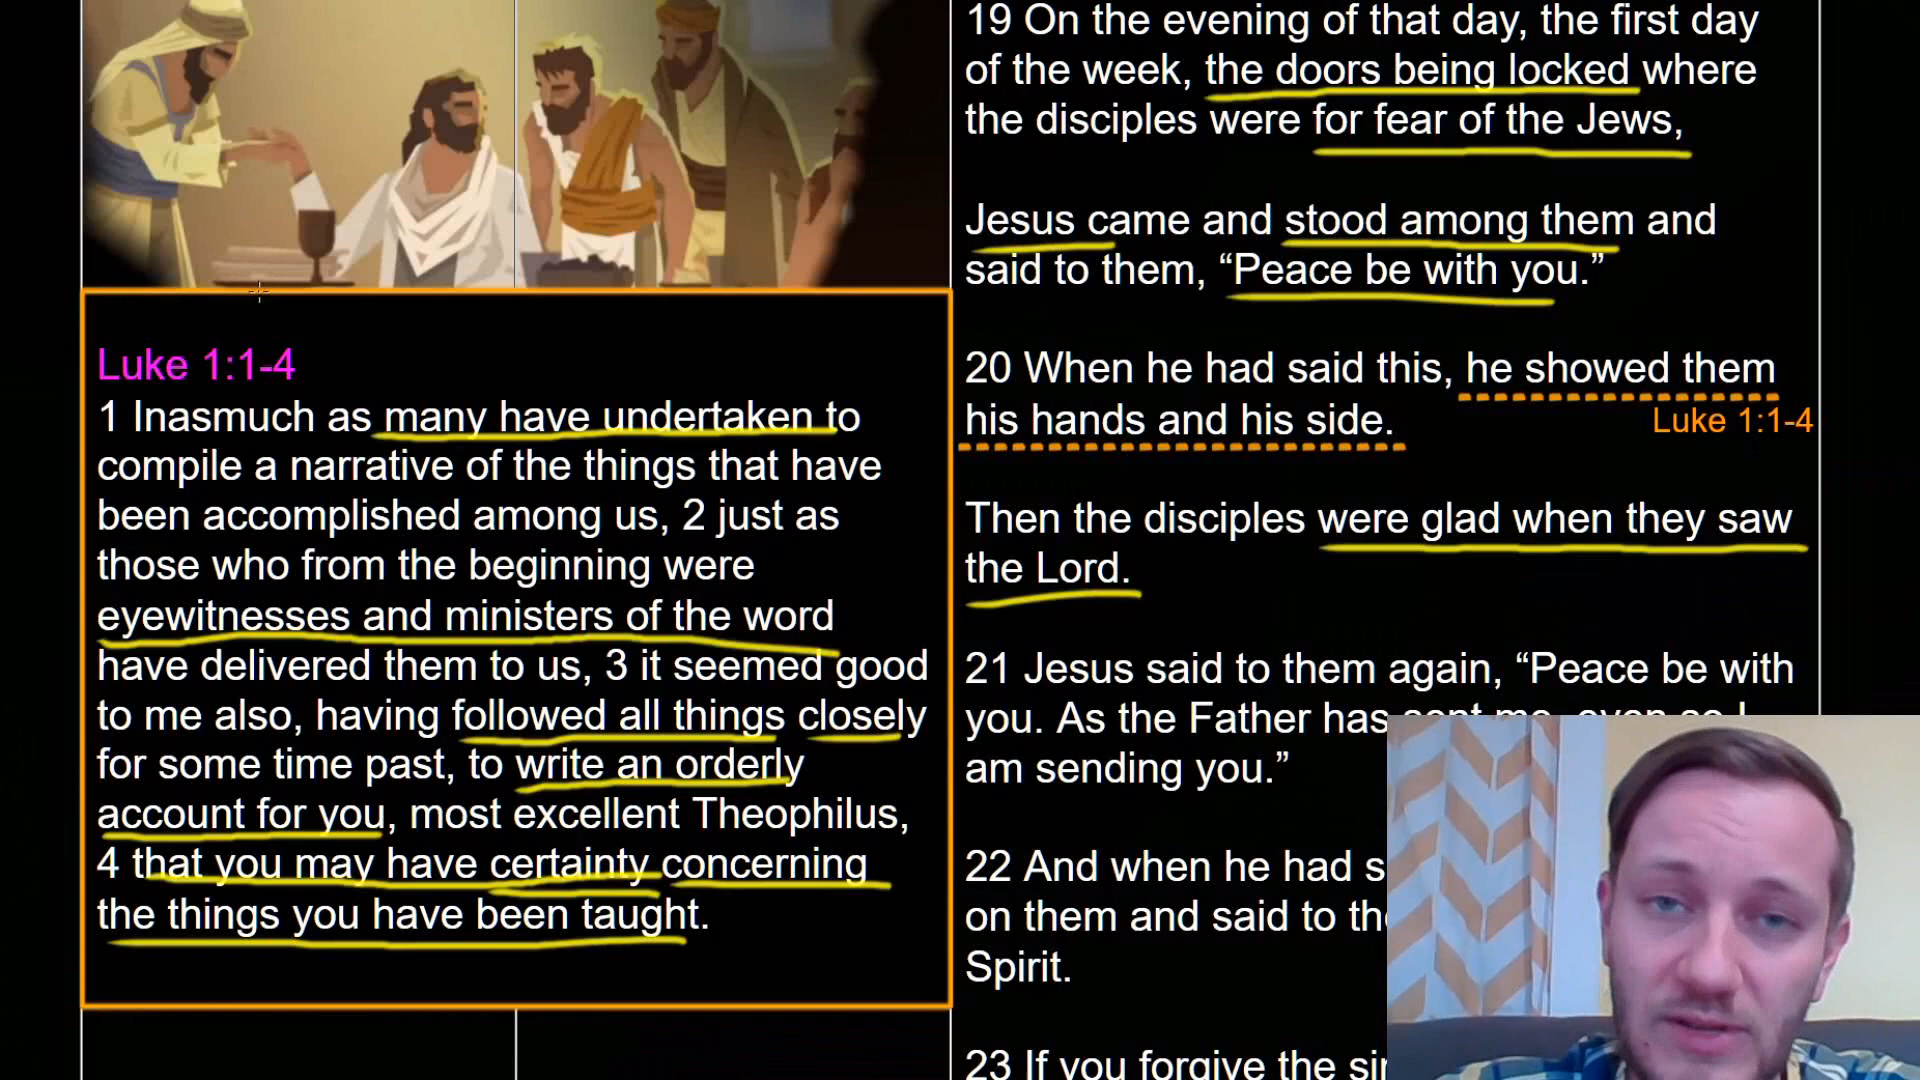 Luke 1:1-4
1 Inasmuch as many have undertaken to
compile a narrative of the things that have
been accomplished among us, 2 just as
those who from the beginning were
eyewitnesses and ministers of the word
have delivered them to us, 3 it seemed good
to me also, having followed all things closely
for some time past, to write an orderly
account for you, most excellent Theophilus,
4 that you may have certainty concerning
the things you have been taught.
19 On the evening of that day, the first day
of the week, the doors being locked where
the disciples were for fear of the Jews,
Jesus came and stood among them and
said to them, “Peace be with you.”
20 When he had said this, he showed them
his hands and his side.
Luke 1:1-4
Then the disciples were glad when they saw
the Lord.
21 Jesus said to them again, “Peace be with
you. As the Father has sent me, even so I
am sending you.”
22 And when he had s
on them and said to th
Spirit.
23 If you forgive the